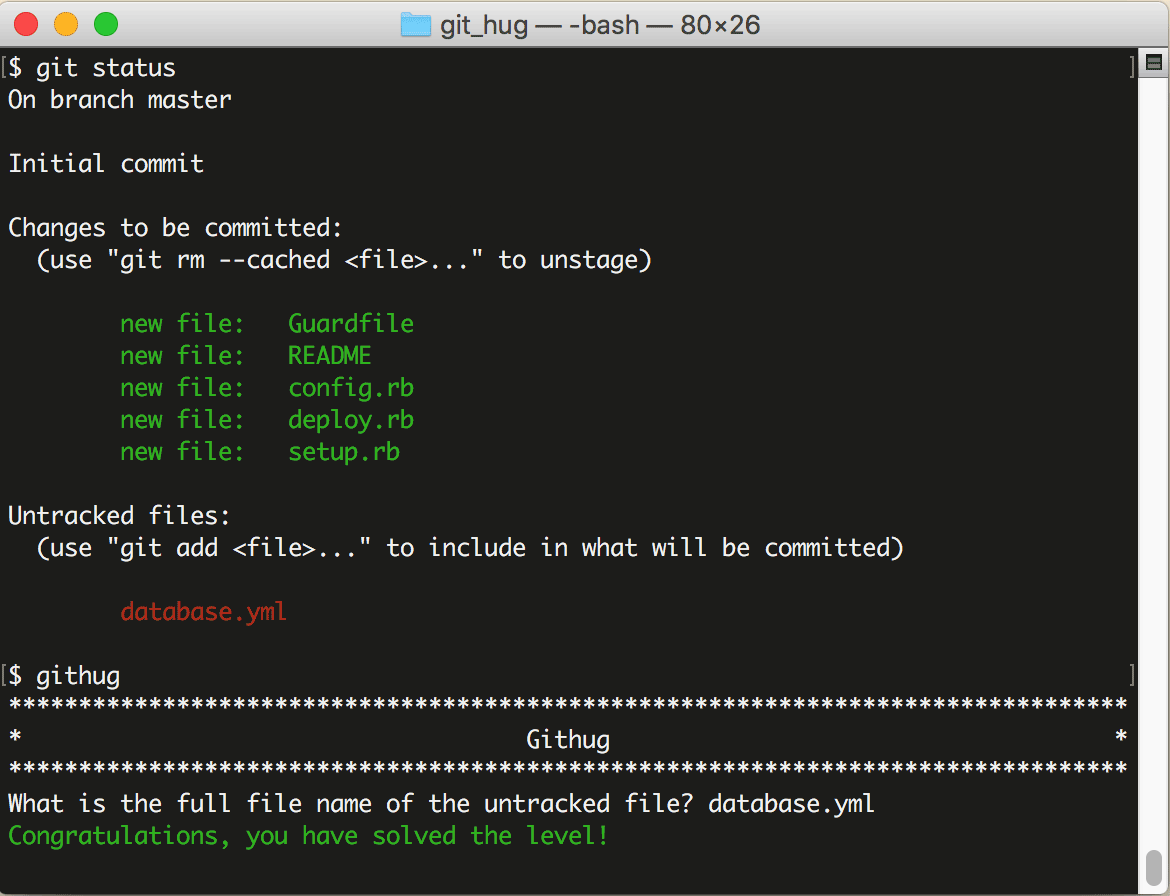 git_hug — -bash — 80×26
[$ git status ]
On branch master
Initial commit
Changes to be committed:
  (use "git rm --cached <file>..." to unstage)
        new file:   Guardfile
        new file:   README
        new file:   config.rb
        new file:   deploy.rb
        new file:   setup.rb
Untracked files:
  (use "git add <file>..." to include in what will be committed)
        database.yml
[$ githug ]
********************************************************************************
*                                    Githug                                    *
********************************************************************************
What is the full file name of the untracked file? database.yml
Congratulations, you have solved the level!